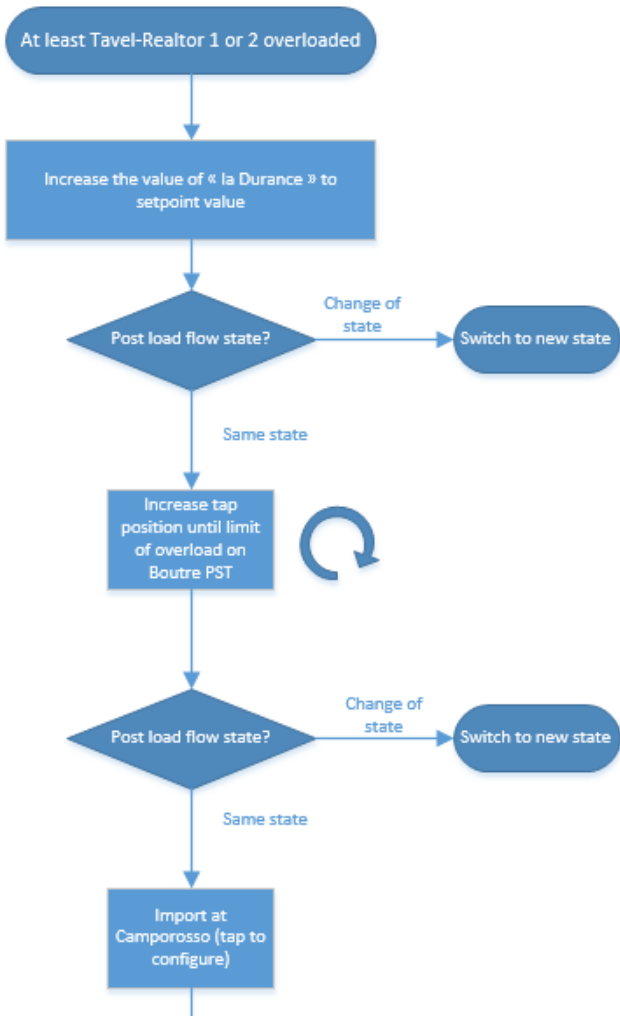 At least Tavel-Realtor 1 or 2 overloaded
Increase the value of « la Durance » to
setpoint value
Post load flow state?
Change of
state
Switch to new state
Same state
Increase tap
position until limit
of overload on
Boutre PST
Post load flow state?
Change of
state
Switch to new state
Same state
Import at
Camporosso (tap to
configure)